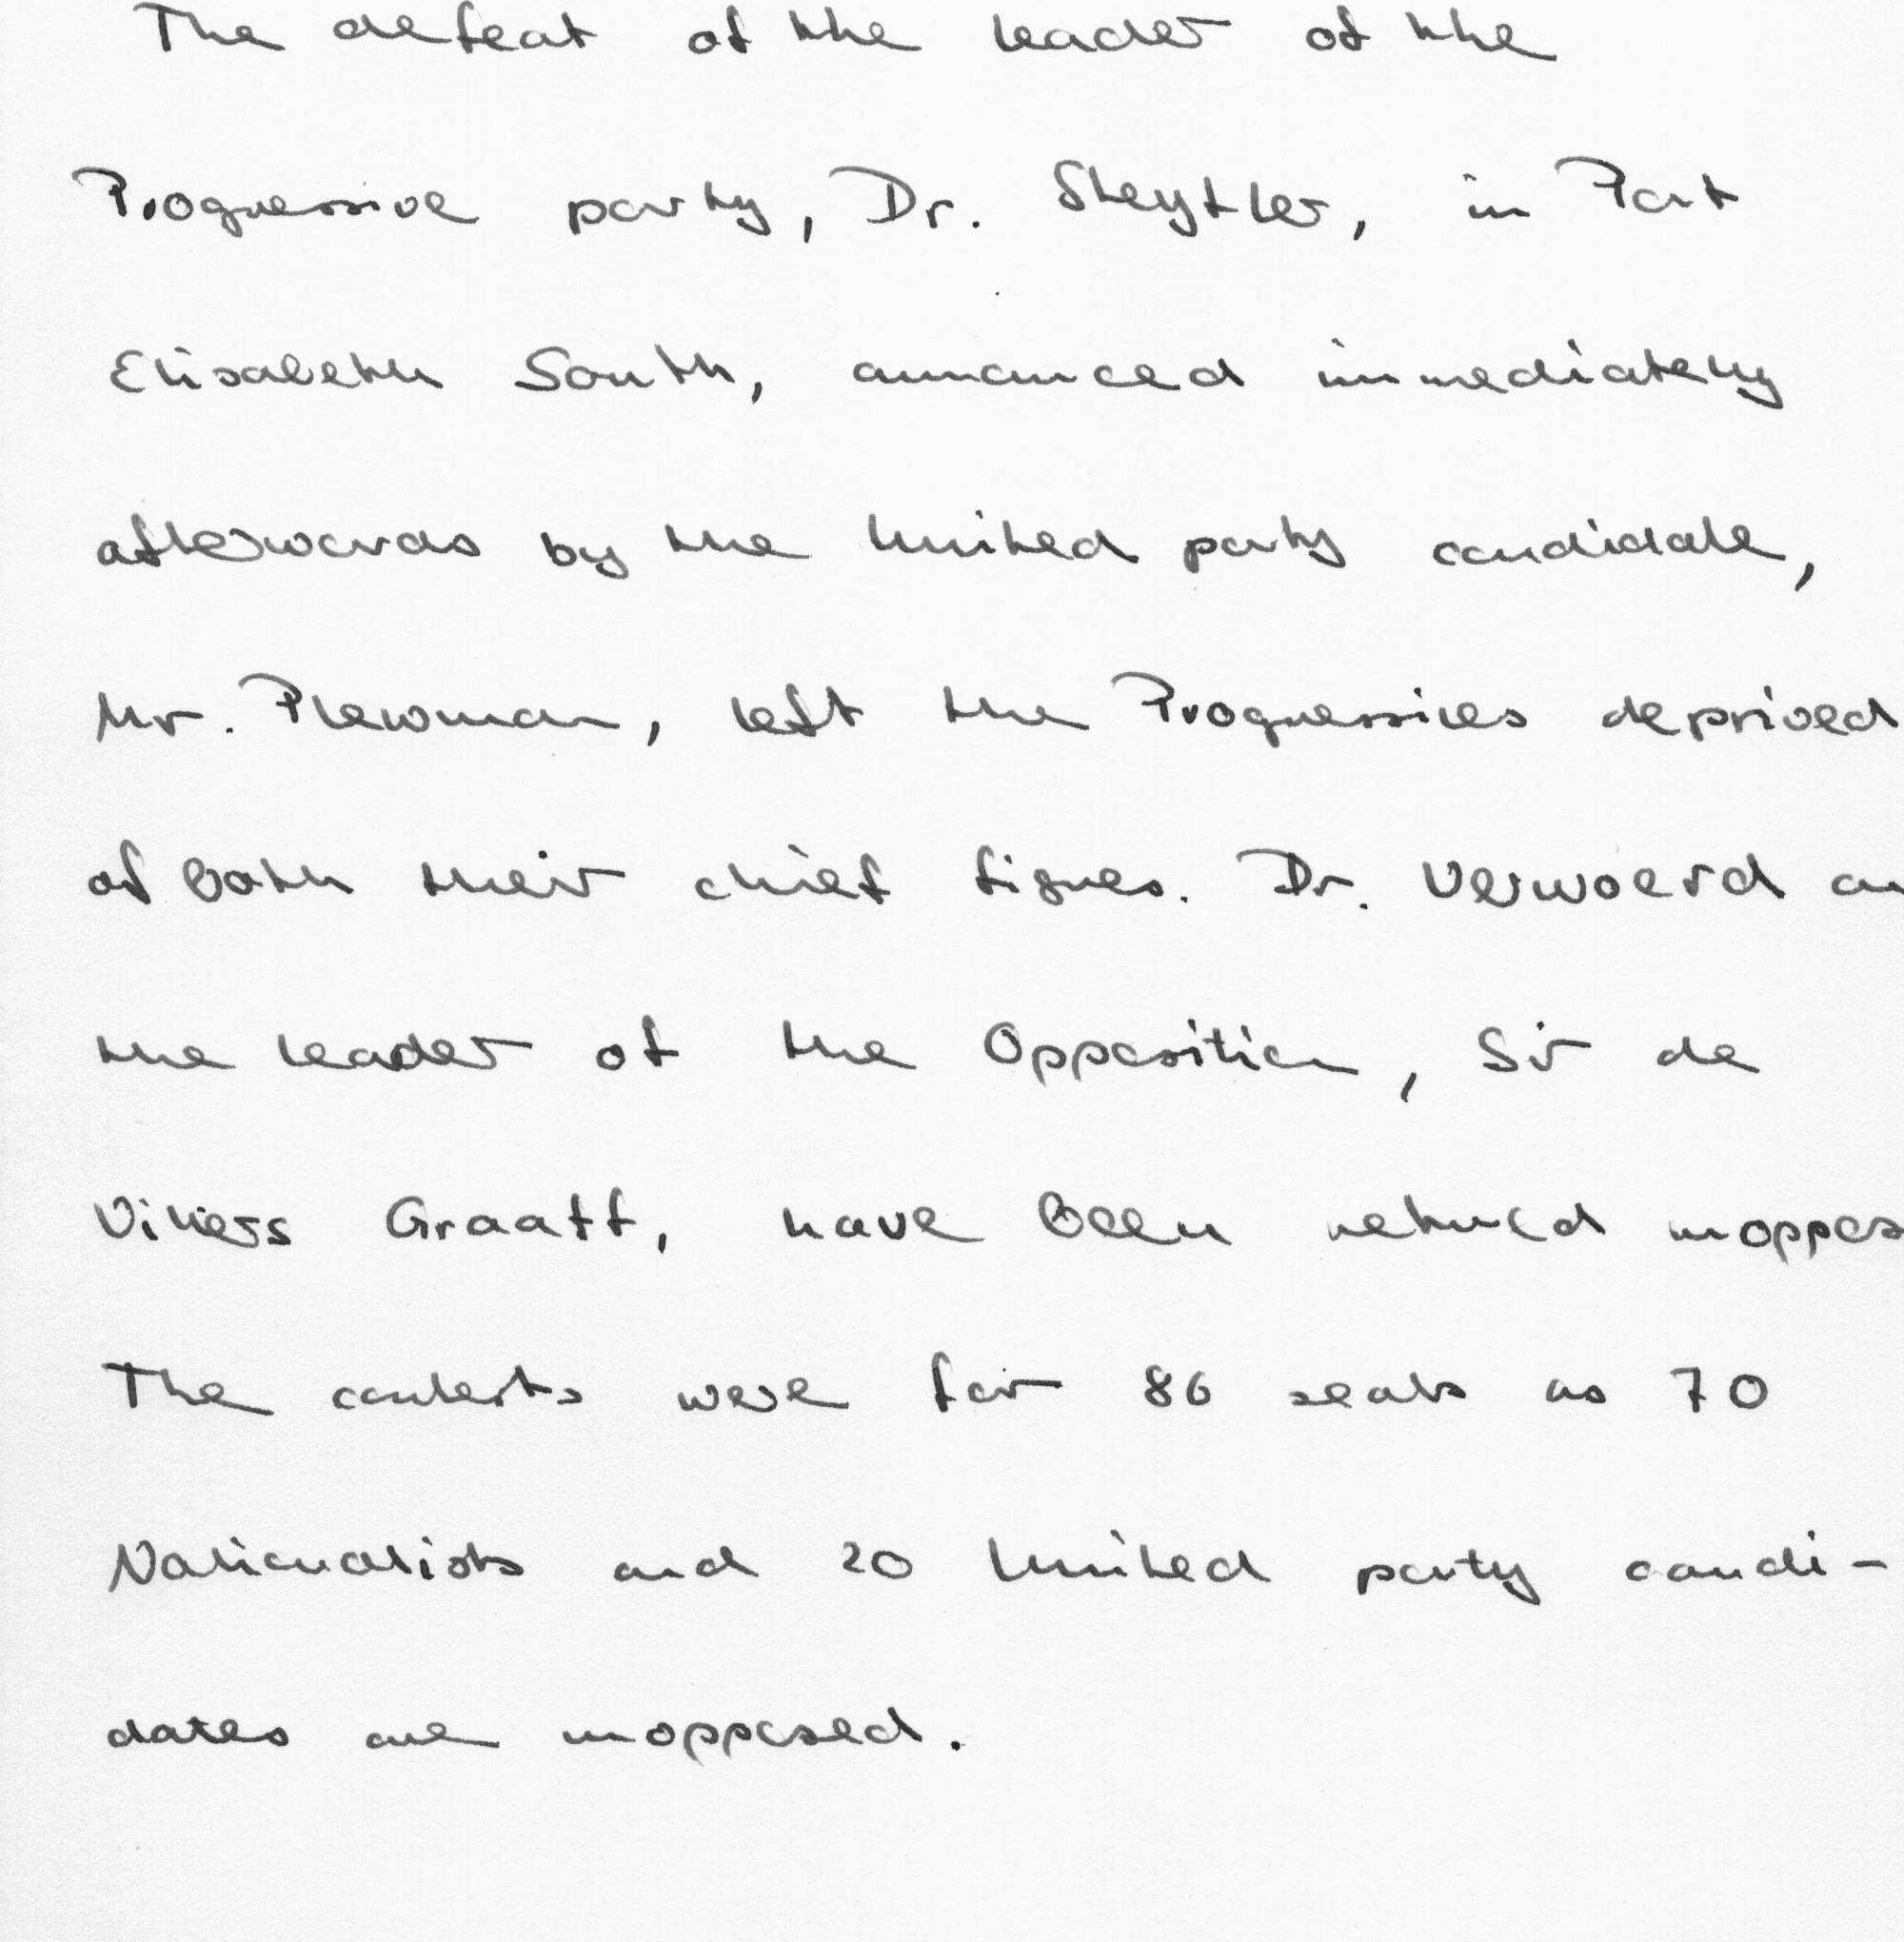 The defeat of the leader of the
Progressive party, Dr. Steytler, in Port
Elisabeth South, announced immediately
afterwards by the United party candidate,
Mr. Plewman, left the Progressives deprived
of both their chief figures. Dr. Verwoerd an
the leader of the Opposition, Sir de
Villiers Graaff, have been returned unoppos
The contests were for 86 seats as 70
Nationalists and 20 United party candi-
dates are unopposed.